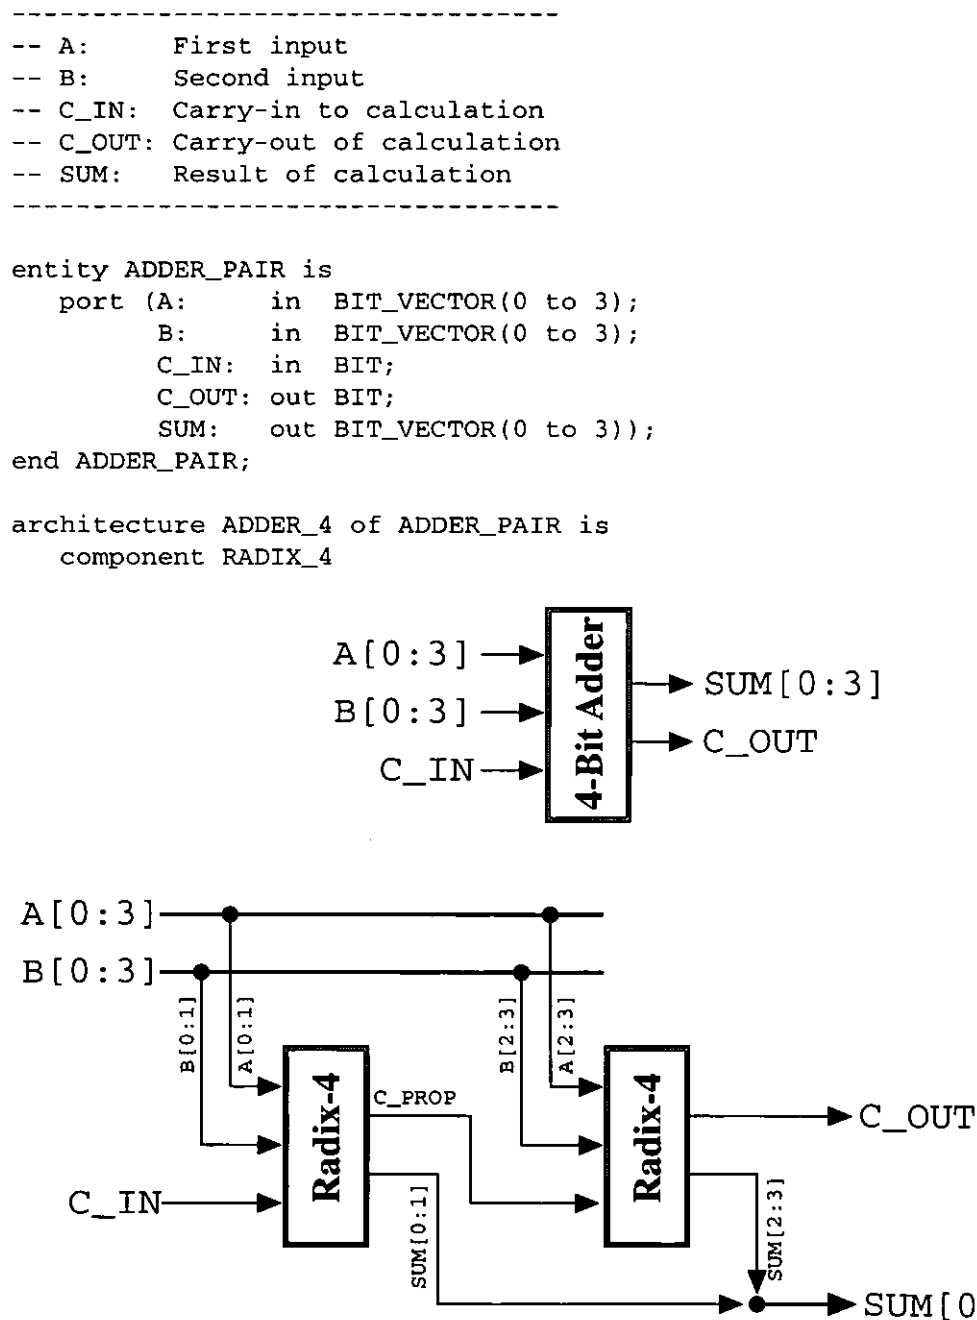 ----------------------------------
-- A:     First input
-- B:     Second input
-- C_IN:  Carry-in to calculation
-- C_OUT: Carry-out of calculation
-- SUM:   Result of calculation
----------------------------------
entity ADDER_PAIR is
   port (A:     in  BIT_VECTOR(0 to 3);
         B:     in  BIT_VECTOR(0 to 3);
         C_IN:  in  BIT;
         C_OUT: out BIT;
         SUM:   out BIT_VECTOR(0 to 3));
end ADDER_PAIR;
architecture ADDER_4 of ADDER_PAIR is
   component RADIX_4
A[0:3]
B[0:3]
C_IN
4-Bit Adder
SUM[0:3]
C_OUT
A[0:3]
B[0:3]
B[0:1]
A[0:1]
B[2:3]
A[2:3]
C_IN
Radix-4
C_PROP
SUM[0:1]
Radix-4
C_OUT
SUM[2:3]
SUM[0